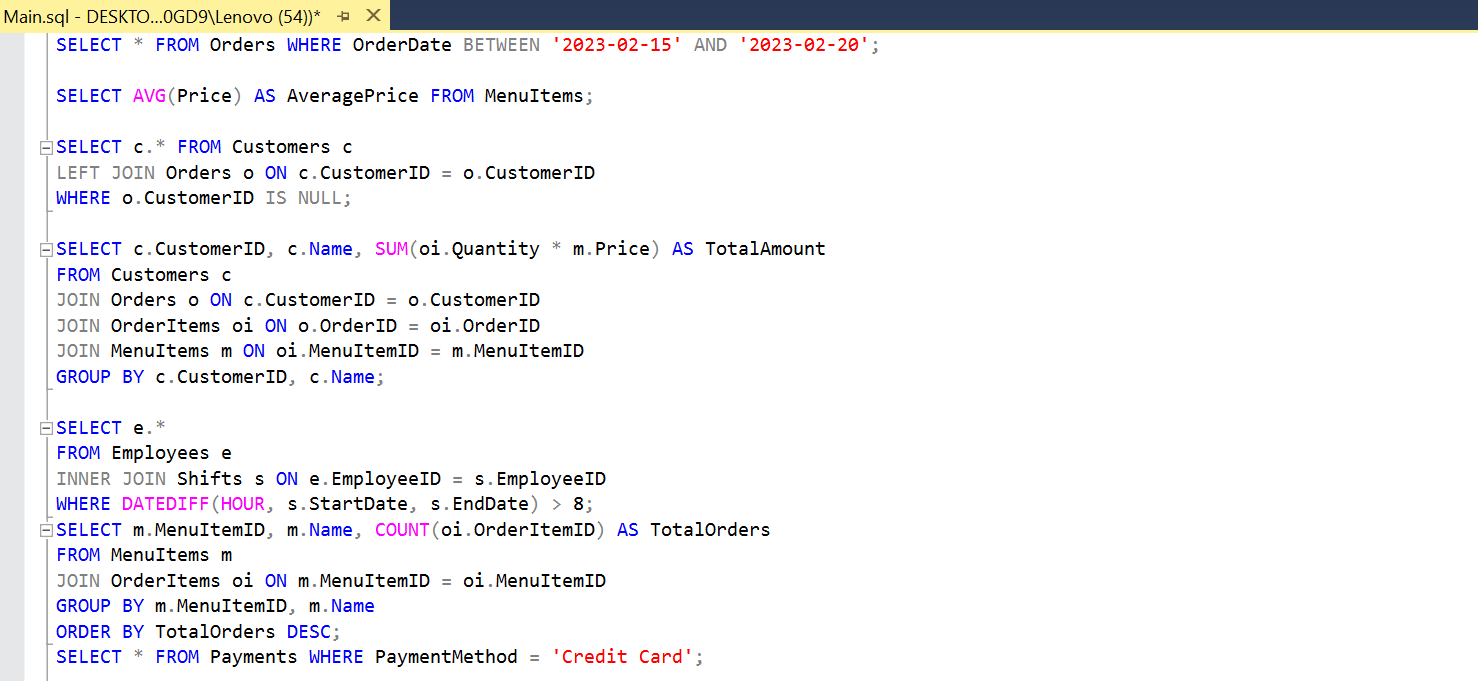 Main.sql - DESKTO...0GD9\Lenovo (54))*
SELECT * FROM Orders WHERE OrderDate BETWEEN '2023-02-15' AND '2023-02-20';
SELECT AVG(Price) AS AveragePrice FROM MenuItems;
SELECT c.* FROM Customers c
LEFT JOIN Orders o ON c.CustomerID = o.CustomerID
WHERE o.CustomerID IS NULL;
SELECT c.CustomerID, c.Name, SUM(oi.Quantity * m.Price) AS TotalAmount
FROM Customers c
JOIN Orders o ON c.CustomerID = o.CustomerID
JOIN OrderItems oi ON o.OrderID = oi.OrderID
JOIN MenuItems m ON oi.MenuItemID = m.MenuItemID
GROUP BY c.CustomerID, c.Name;
SELECT e.*
FROM Employees e
INNER JOIN Shifts s ON e.EmployeeID = s.EmployeeID
WHERE DATEDIFF(HOUR, s.StartDate, s.EndDate) > 8;
SELECT m.MenuItemID, m.Name, COUNT(oi.OrderItemID) AS TotalOrders
FROM MenuItems m
JOIN OrderItems oi ON m.MenuItemID = oi.MenuItemID
GROUP BY m.MenuItemID, m.Name
ORDER BY TotalOrders DESC;
SELECT * FROM Payments WHERE PaymentMethod = 'Credit Card';